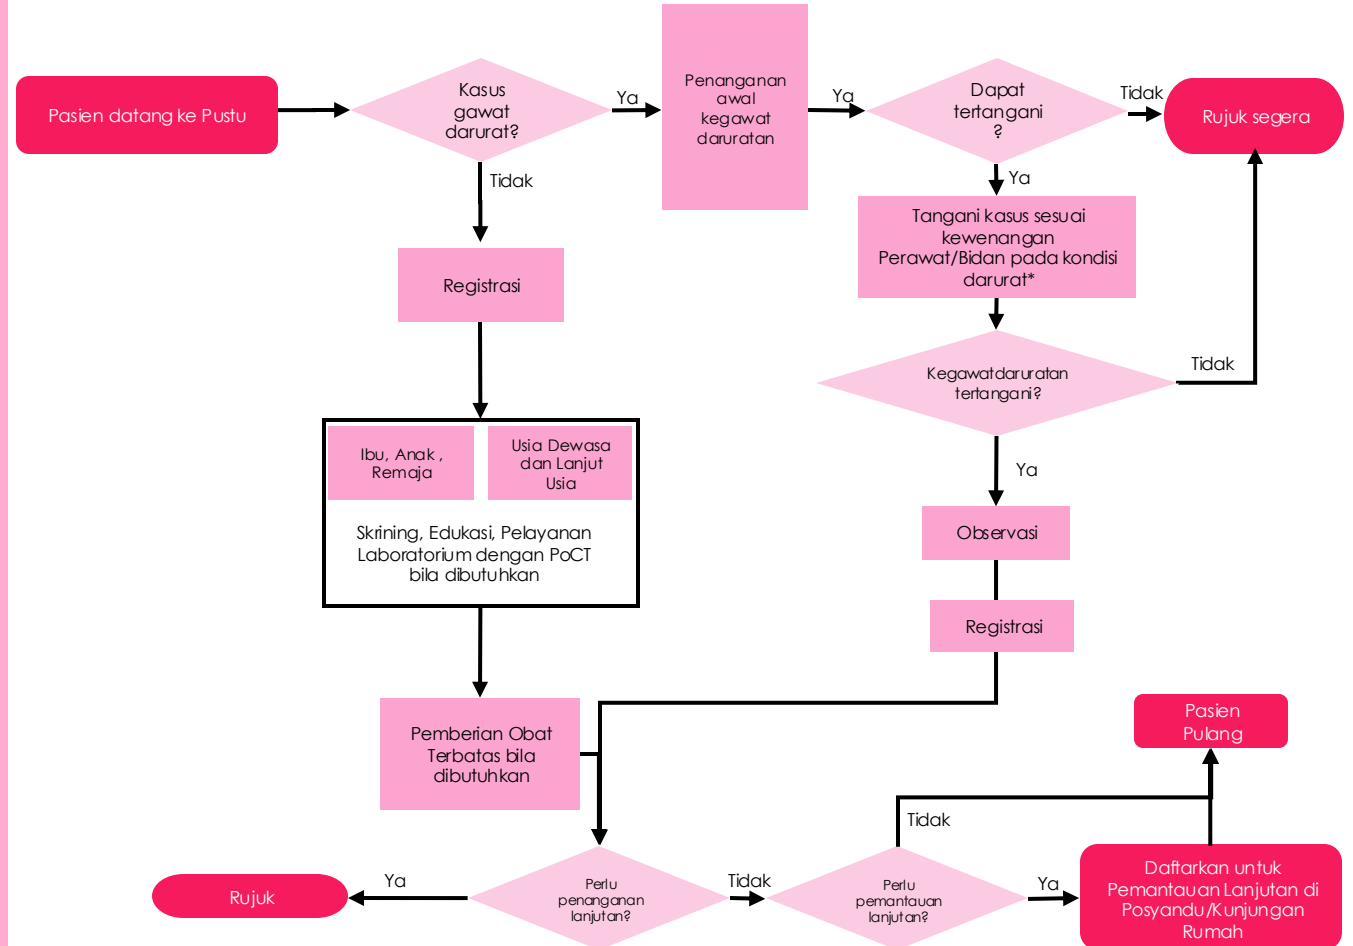 Pasien datang ke Pustu
Kasus
gawat
darurat?
Ya
Penanganan
awal
kegawat
daruratan
Ya
Dapat
tertangani
?
Tidak
Rujuk segera
Tidak
Ya
Registrasi
Tangani kasus sesuai
kewenangan
Perawat/Bidan pada kondisi
darurat*
Kegawatdaruratan
tertangani?
Tidak
Ya
Ibu, Anak ,
Remaja
Usia Dewasa
dan Lanjut
Usia
Skrining, Edukasi, Pelayanan
Laboratorium dengan PoCT
bila dibutuhkan
Observasi
Registrasi
Pemberian Obat
Terbatas bila
dibutuhkan
Pasien
Pulang
Tidak
Rujuk
Ya
Perlu
penanganan
lanjutan?
Tidak
Perlu
pemantauan
lanjutan?
Ya
Daftarkan untuk
Pemantauan Lanjutan di
Posyandu/Kunjungan
Rumah